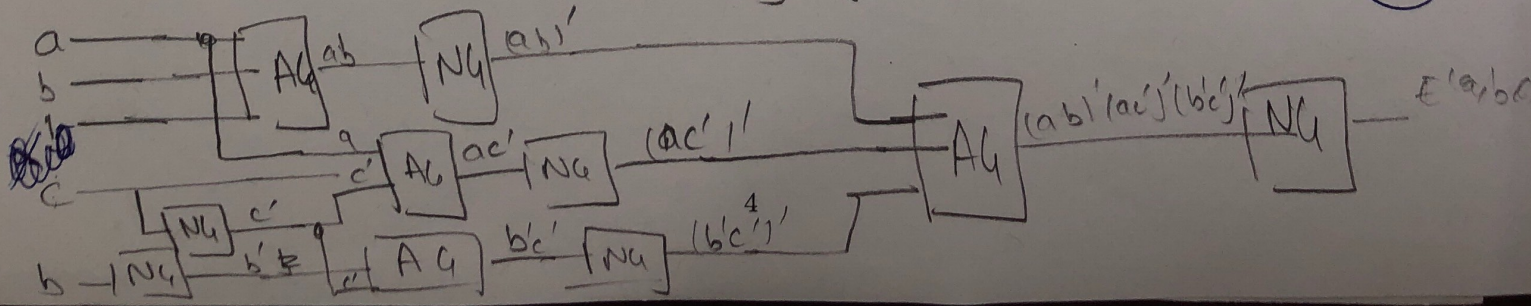 a AG ab NG (ab)'
b
a AG ac' NG (ac')' AG (ab)'(ac')'(b'c')' NG
c c'
NG c'
4
b NG b' c' AG b'c' NG (b'c')'